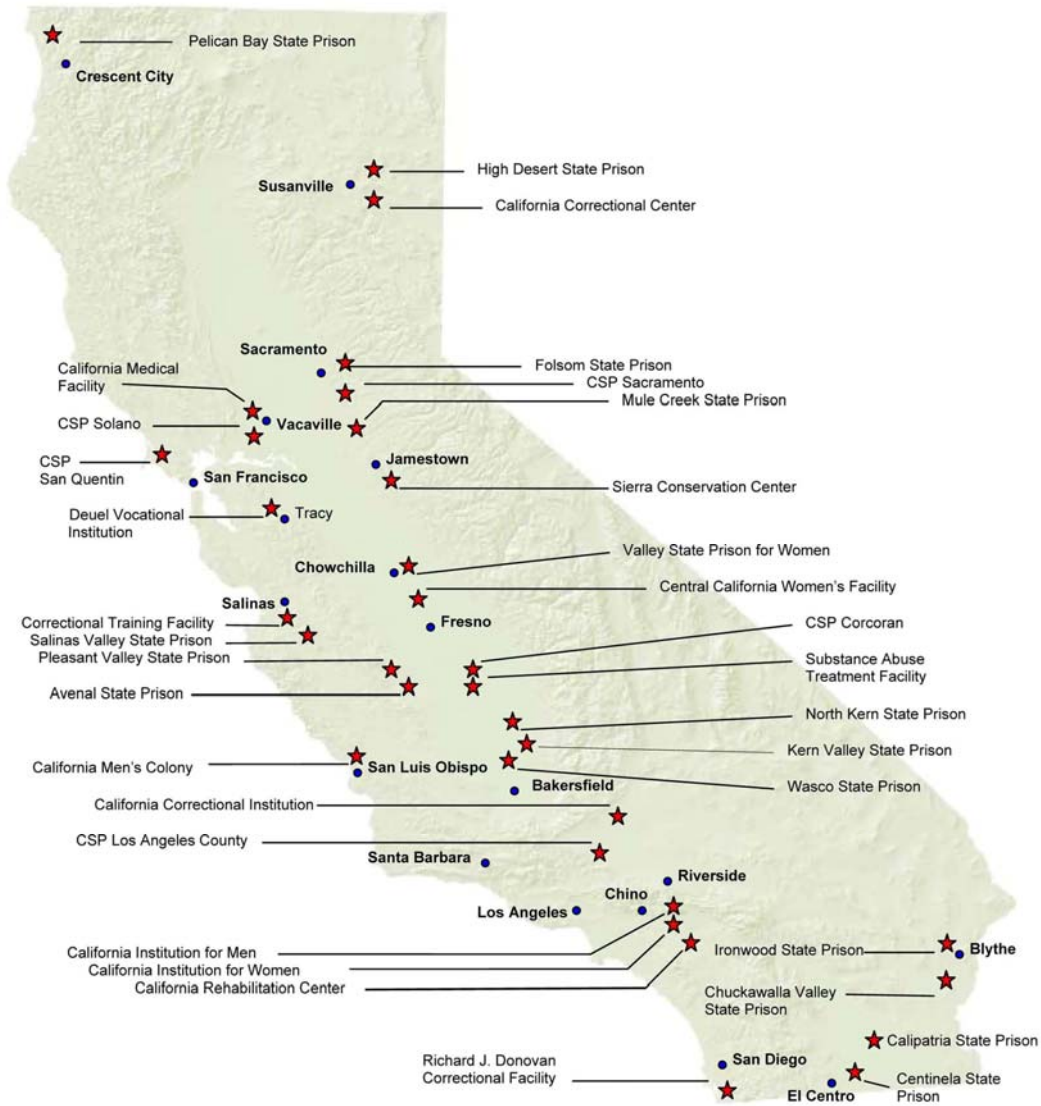 Pelican Bay State Prison
Crescent City
High Desert State Prison
Susanville
California Correctional Center
Sacramento
Folsom State Prison
California Medical
Facility
CSP Sacramento
Mule Creek State Prison
CSP Solano
Vacaville
CSP
San Quentin
Jamestown
San Francisco
Sierra Conservation Center
Deuel Vocational
Institution
Tracy
Valley State Prison for Women
Chowchilla
Central California Women's Facility
Salinas
Correctional Training Facility
Fresno
CSP Corcoran
Salinas Valley State Prison
Pleasant Valley State Prison
Substance Abuse
Treatment Facility
Avenal State Prison
North Kern State Prison
Kern Valley State Prison
California Men's Colony
San Luis Obispo
Wasco State Prison
Bakersfield
California Correctional Institution
CSP Los Angeles County
Santa Barbara
Riverside
Chino
Los Angeles
California Institution for Men
Ironwood State Prison
Blythe
California Institution for Women
California Rehabilitation Center
Chuckawalla Valley
State Prison
Calipatria State Prison
Richard J. Donovan
Correctional Facility
San Diego
Centinela State
Prison
El Centro